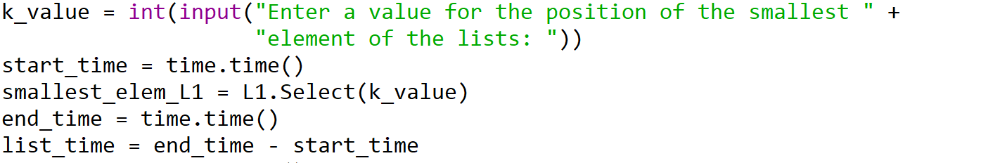 k_value = int(input("Enter a value for the position of the smallest " +
"element of the lists: "))
start_time = time.time()
smallest_elem_L1 = L1.Select(k_value)
end_time = time.time()
list_time = end_time - start_time